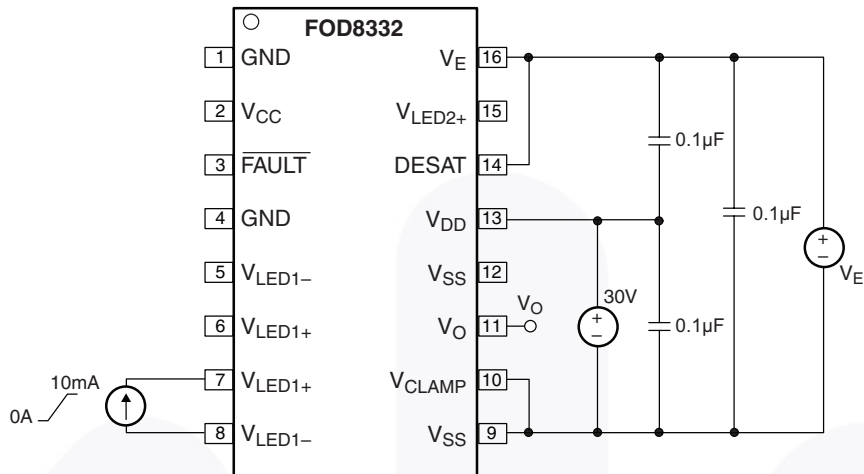 FOD8332
1 GND
2 VCC
3 FAULT
4 GND
5 VLED1–
6 VLED1+
7 VLED1+
8 VLED1–
VE 16
VLED2+ 15
DESAT 14
VDD 13
VSS 12
VO 11
VCLAMP 10
VSS 9
10mA
0A
VO
30V
+
–
0.1µF
0.1µF
0.1µF
+
–
VE